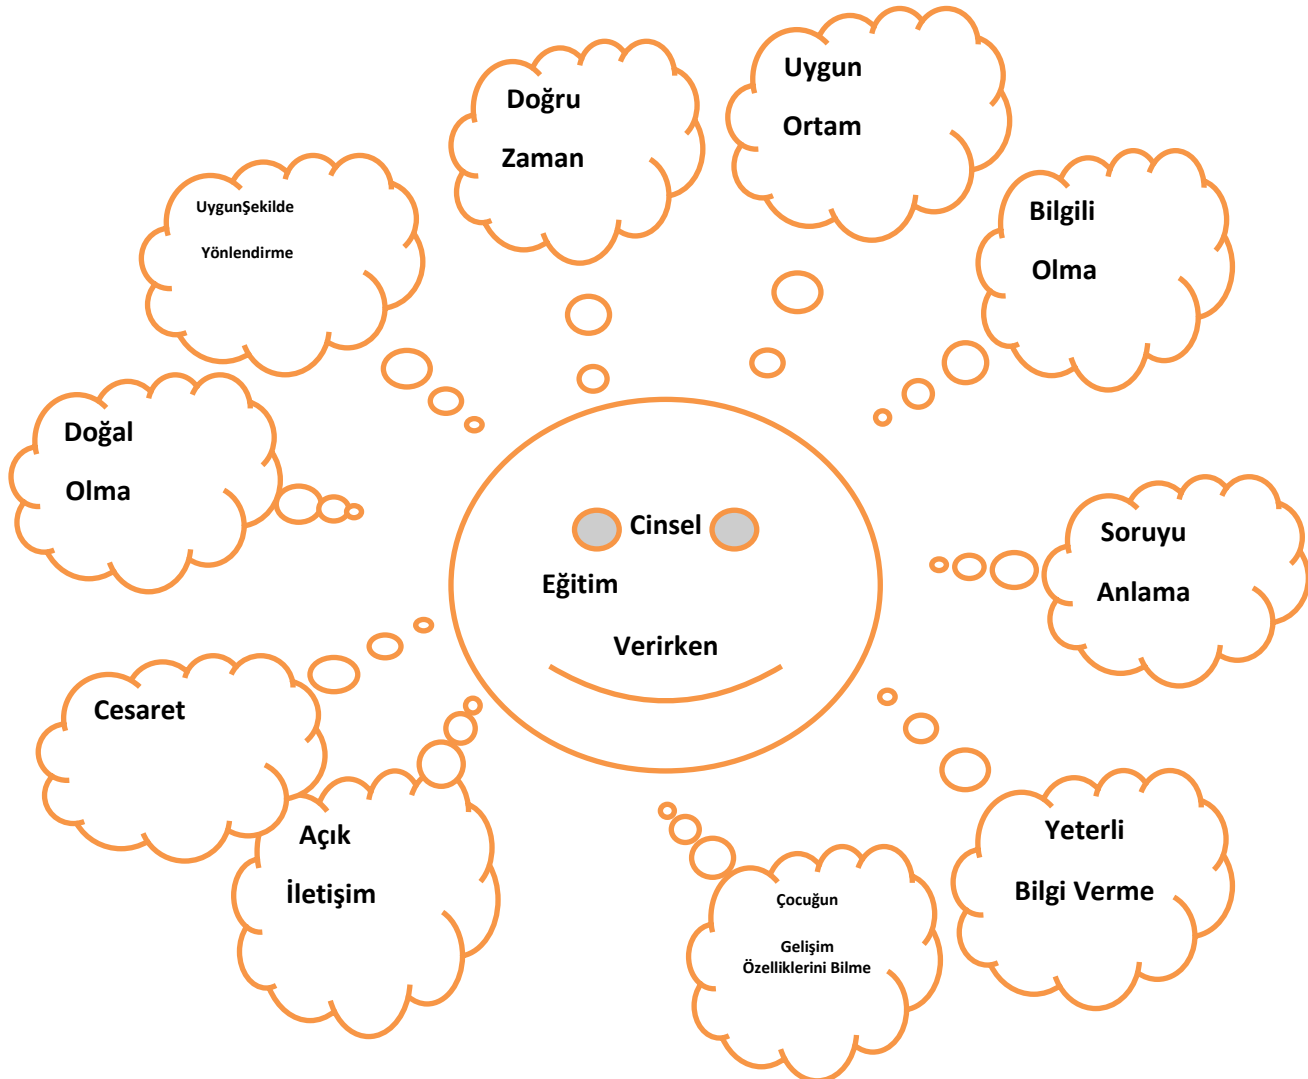 Uygun
Ortam
Doğru
Zaman
UygunŞekilde
Yönlendirme
Bilgili
Olma
Doğal
Olma
Cinsel
Eğitim
Verirken
Soruyu
Anlama
Cesaret
Açık
İletişim
Çocuğun
Gelişim
Özelliklerini Bilme
Yeterli
Bilgi Verme